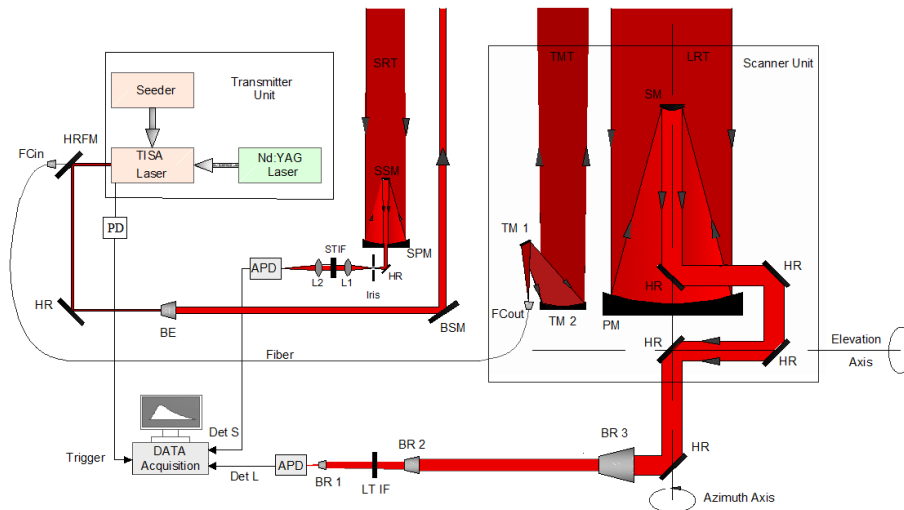 Transmitter
Unit
Seeder
TISA
Laser
Nd:YAG
Laser
HRFM
FCin
PD
HR
BE
Fiber
BSM
SRT
SSM
SPM
STIF
L2
L1
HR
Iris
APD
TMT
LRT
Scanner Unit
SM
TM 1
FCout
TM 2
PM
HR
HR
HR
HR
Elevation
Axis
DATA
Acquisition
Trigger
Det S
Det L
APD
BR 1
LT IF
BR 2
BR 3
HR
Azimuth Axis